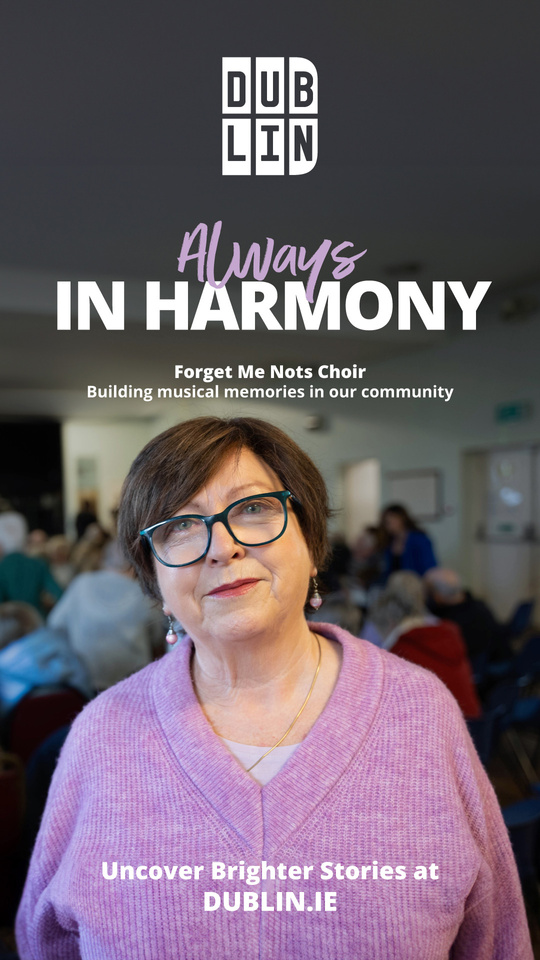 DUB
LIN
Always
IN HARMONY
Forget Me Nots Choir
Building musical memories in our community
Uncover Brighter Stories at
DUBLIN.IE